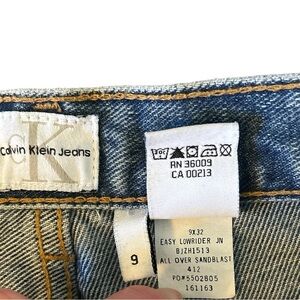 CK
Calvin Klein Jeans
RN 36009
CA 00213
9
9X32
EASY LOWRIDER JN
BJZH1513
ALL OVER SANDBLAST
412
PO#5502805
161163